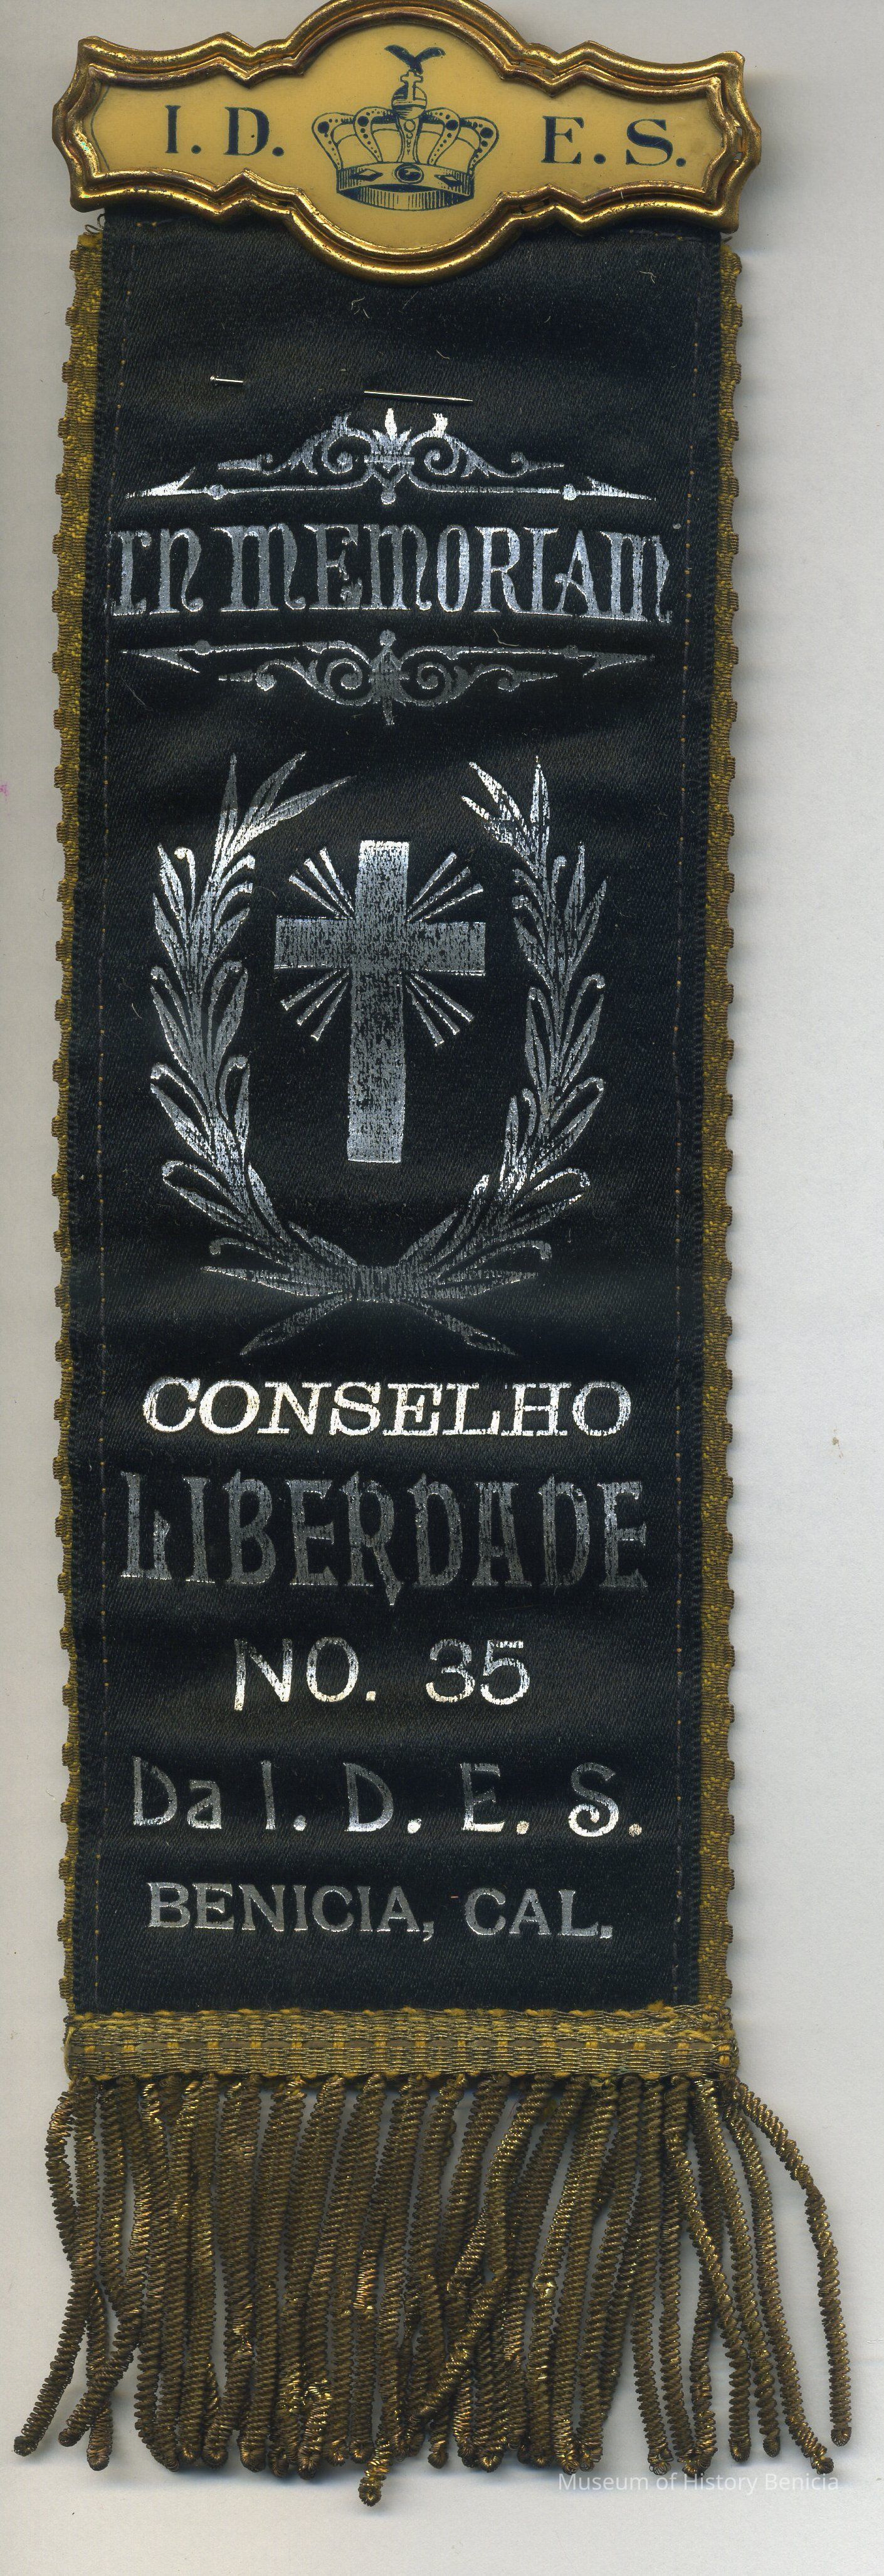 I. D. E. S.
IN MEMORIAM
CONSELHO
LIBERDADE
NO. 35
Da I. D. E. S.
BENICIA, CAL.
Museum of History Benicia